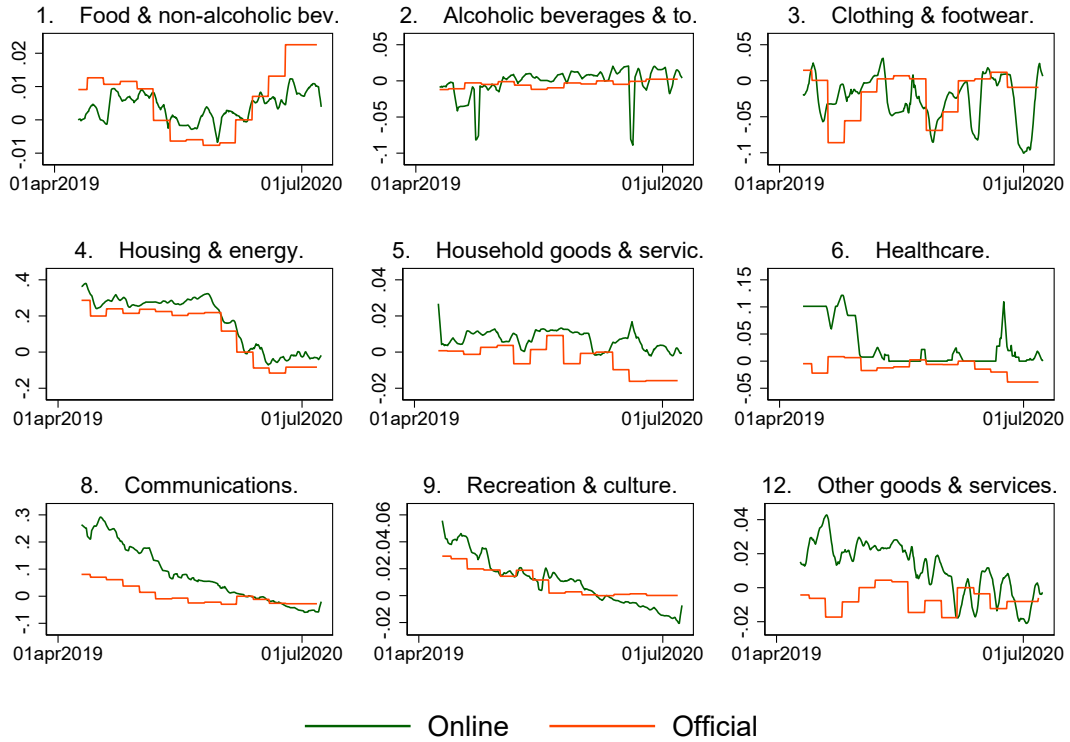 1. Food & non-alcoholic bev.
.02
.01
0
-.01
01apr2019 01jul2020
2. Alcoholic beverages & to.
.05
0
-.05
-.1
01apr2019 01jul2020
3. Clothing & footwear.
.05
0
-.05
-.1
01apr2019 01jul2020
4. Housing & energy.
.4
.2
0
-.2
01apr2019 01jul2020
5. Household goods & servic.
.04
.02
0
-.02
01apr2019 01jul2020
6. Healthcare.
.15
.1
.05
0
-.05
01apr2019 01jul2020
8. Communications.
.3
.2
.1
0
-.1
01apr2019 01jul2020
9. Recreation & culture.
.06
.04
.02
0
-.02
01apr2019 01jul2020
12. Other goods & services.
.04
.02
0
-.02
01apr2019 01jul2020
Online Official